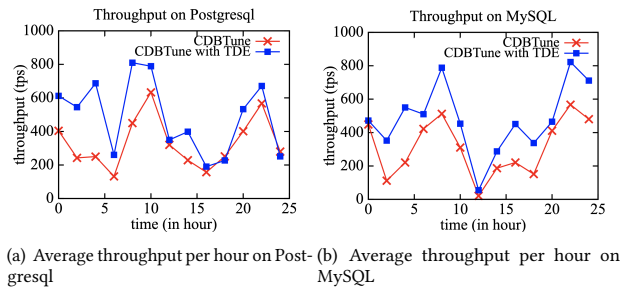 Throughput on Postgresql
1000
800
600
400
200
0
0 5 10 15 20 25
throughput (tps)
time (in hour)
CDBTune
CDBTune with TDE
Throughput on MySQL
1000
800
600
400
200
0
0 5 10 15 20 25
throughput (tps)
time (in hour)
CDBTune
CDBTune with TDE
(a) Average throughput per hour on Post-
gresql
(b) Average throughput per hour on
MySQL